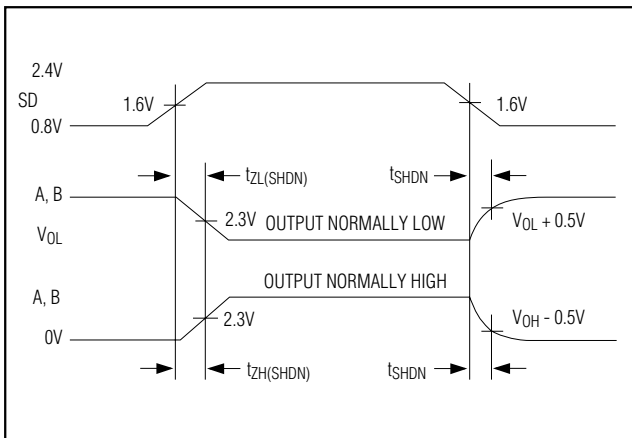 2.4V
SD
1.6V
1.6V
0.8V
tZL(SHDN)
tSHDN
A, B
2.3V
OUTPUT NORMALLY LOW
VOL + 0.5V
VOL
OUTPUT NORMALLY HIGH
A, B
2.3V
VOH - 0.5V
0V
tZH(SHDN)
tSHDN